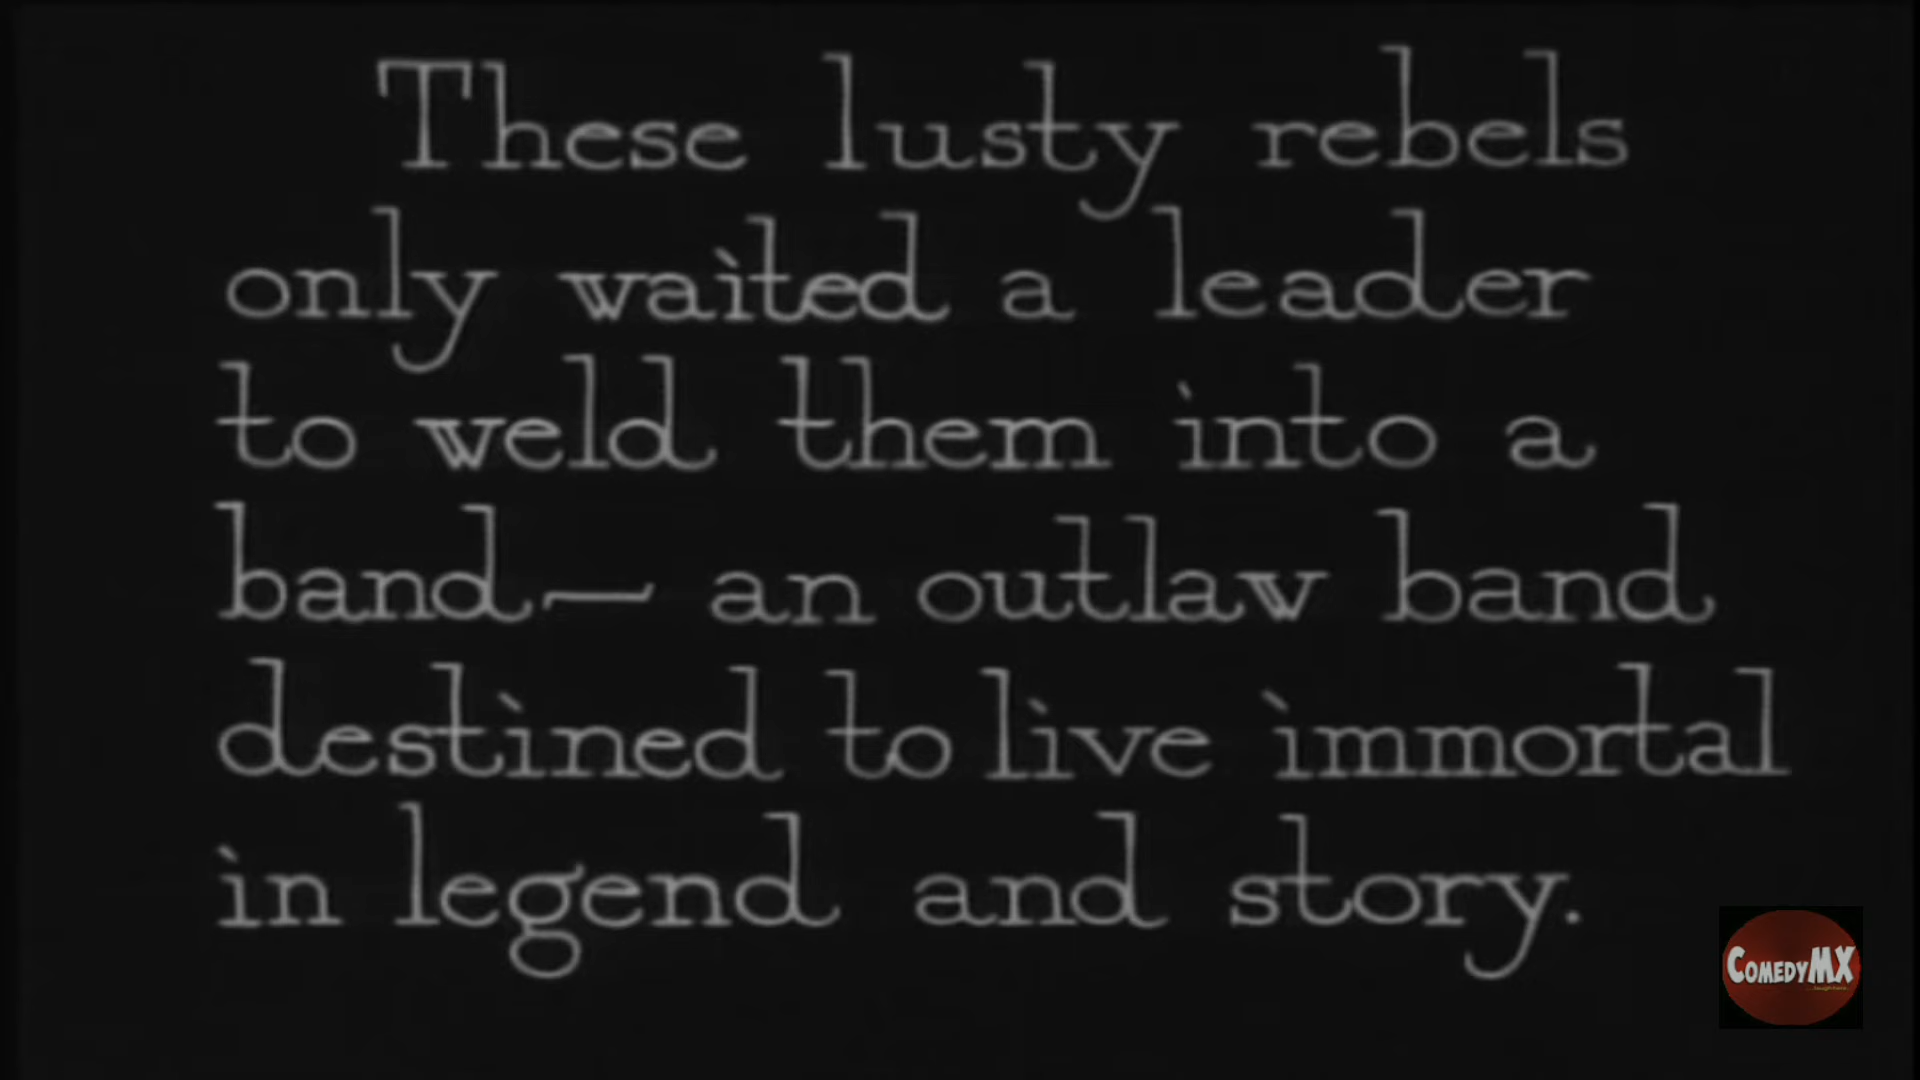 These lusty rebels
only waited a leader
to weld them into a
band— an outlaw band
destined to live immortal
in legend and story.
COMEDYMX